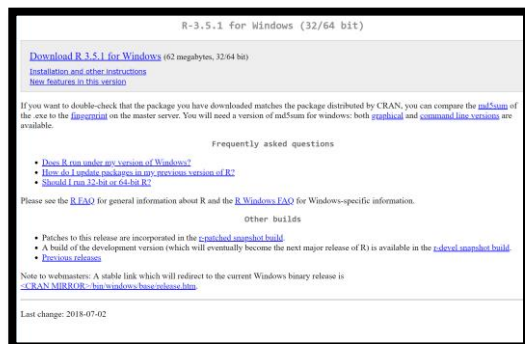 R-3.5.1 for Windows (32/64 bit)
Download R 3.5.1 for Windows (62 megabytes, 32/64 bit)
Installation and other instructions
New features in this version
If you want to double-check that the package you have downloaded matches the package distributed by CRAN, you can compare the md5sum of
the .exe to the fingerprint on the master server. You will need a version of md5sum for windows: both graphical and command line versions are
available.
Frequently asked questions
• Does R run under my version of Windows?
• How do I update packages in my previous version of R?
• Should I run 32-bit or 64-bit R?
Please see the R FAQ for general information about R and the R Windows FAQ for Windows-specific information.
Other builds
• Patches to this release are incorporated in the r-patched snapshot build.
• A build of the development version (which will eventually become the next major release of R) is available in the r-devel snapshot build.
• Previous releases
Note to webmasters: A stable link which will redirect to the current Windows binary release is
<CRAN MIRROR>/bin/windows/base/release.htm.
Last change: 2018-07-02